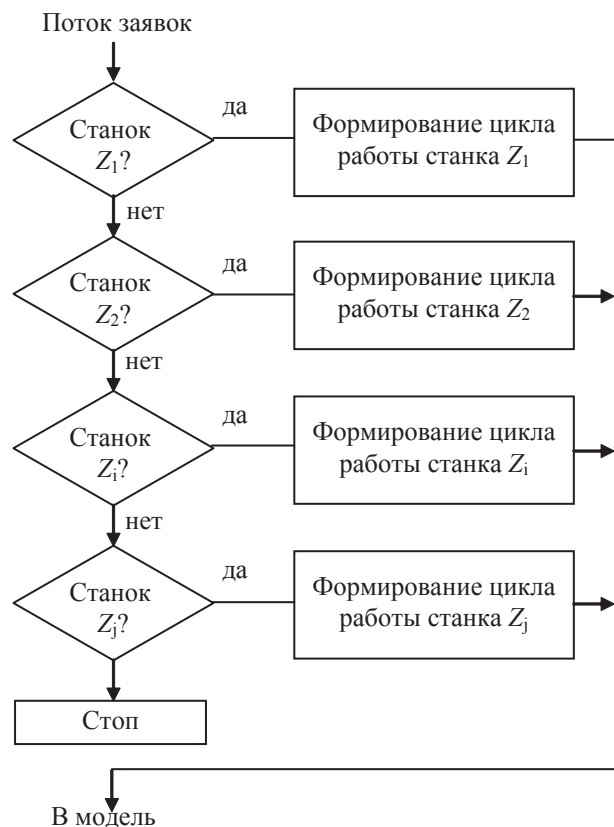 Поток заявок
Станок
Z₁?
да
Формирование цикла
работы станка Z₁
нет
Станок
Z₂?
да
Формирование цикла
работы станка Z₂
нет
Станок
Zᵢ?
да
Формирование цикла
работы станка Zᵢ
нет
Станок
Zⱼ?
да
Формирование цикла
работы станка Zⱼ
Стоп
В модель